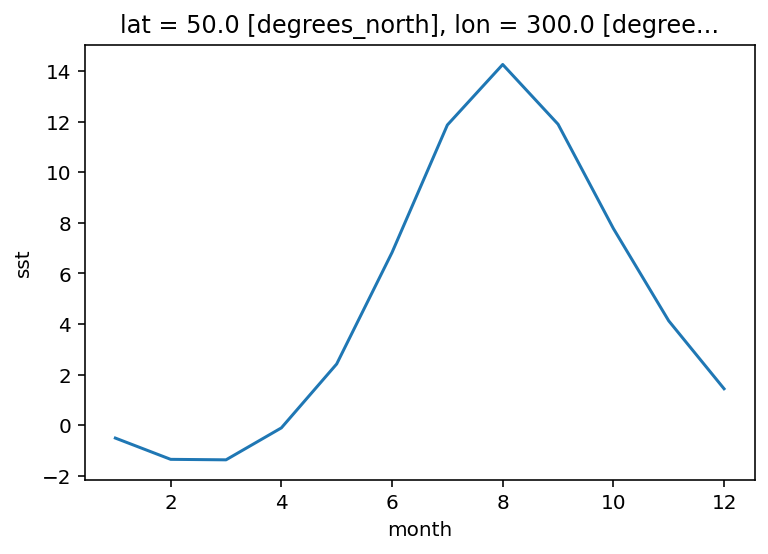 lat = 50.0 [degrees_north], lon = 300.0 [degree...
14
12
10
8
6
4
2
0
−2
sst
2 4 6 8 10 12
month